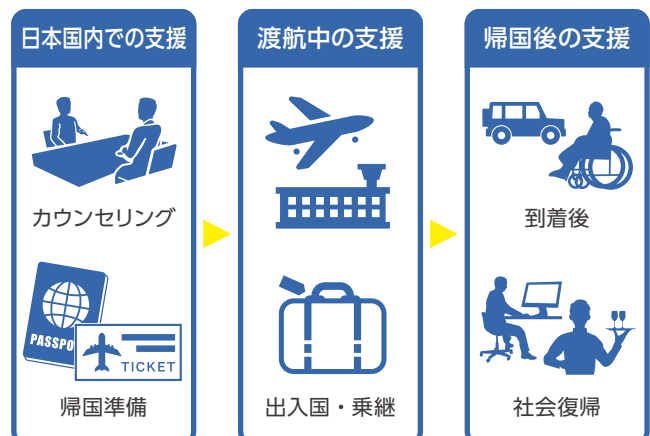 日本国内での支援
カウンセリング
PASSPO
TICKET
帰国準備
渡航中の支援
出入国・乗継
帰国後の支援
到着後
社会復帰